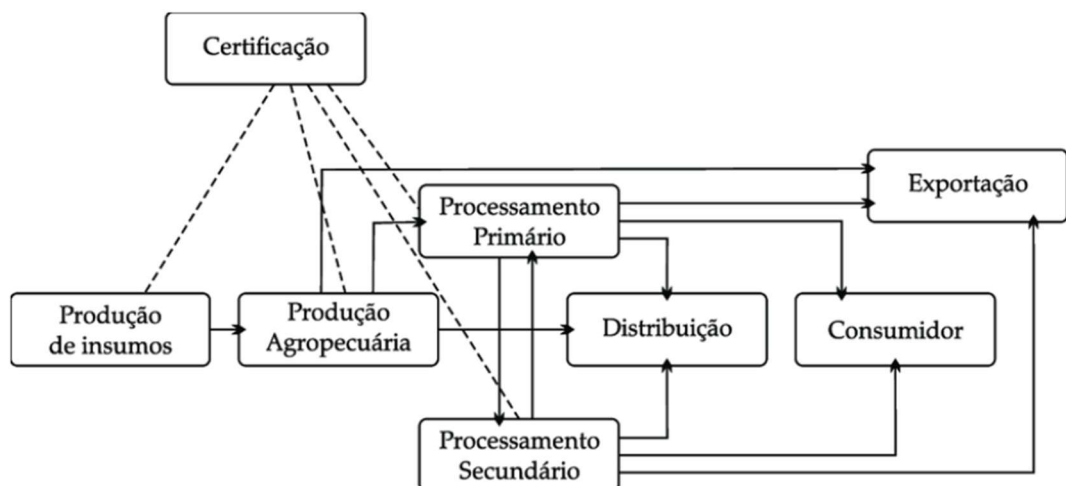 Certificação
Exportação
Processamento
Primário
Produção
de insumos
Produção
Agropecuária
Distribuição
Consumidor
Processamento
Secundário